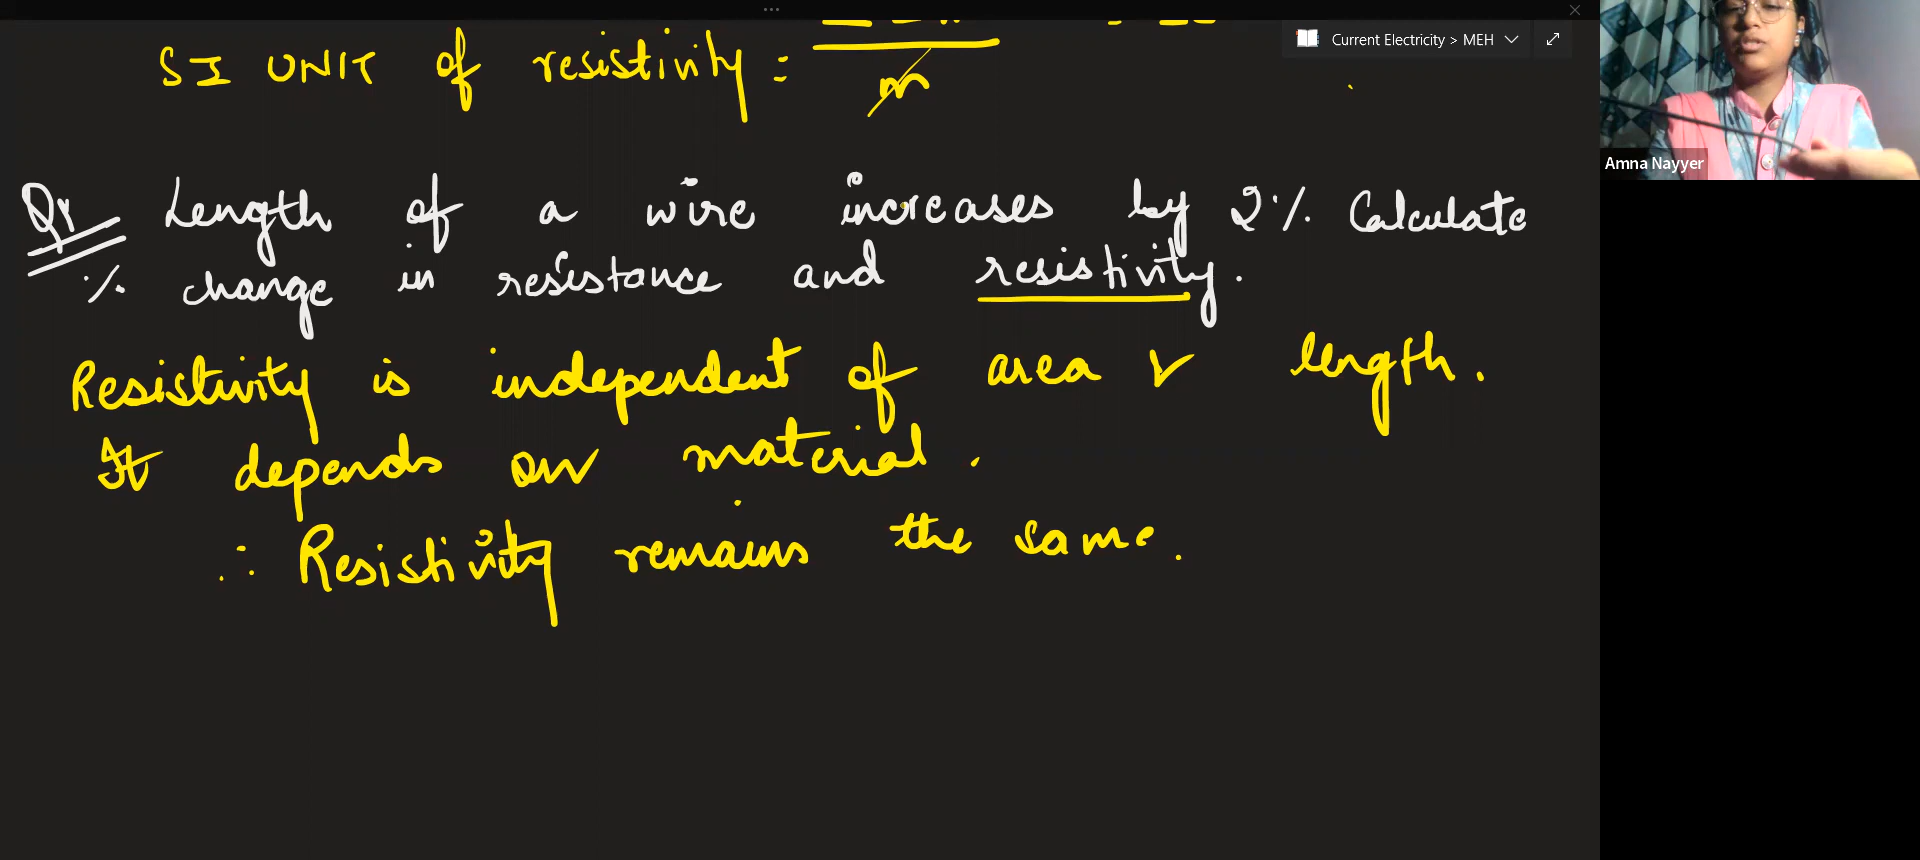 SI UNIT of resistivity =
m
Current Electricity > MEH
Amna Nayyer
Qr Length of a wire increases by 2% Calculate
% change in resistance and resistivity.
Resistivity is independent of area & length.
It depends on material.
∴ Resistivity remains the same.